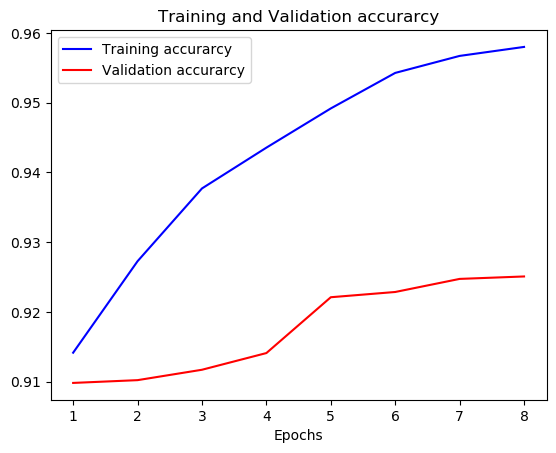 Training and Validation accurarcy
Training accurarcy
Validation accurarcy
0.96
0.95
0.94
0.93
0.92
0.91
1 2 3 4 5 6 7 8
Epochs